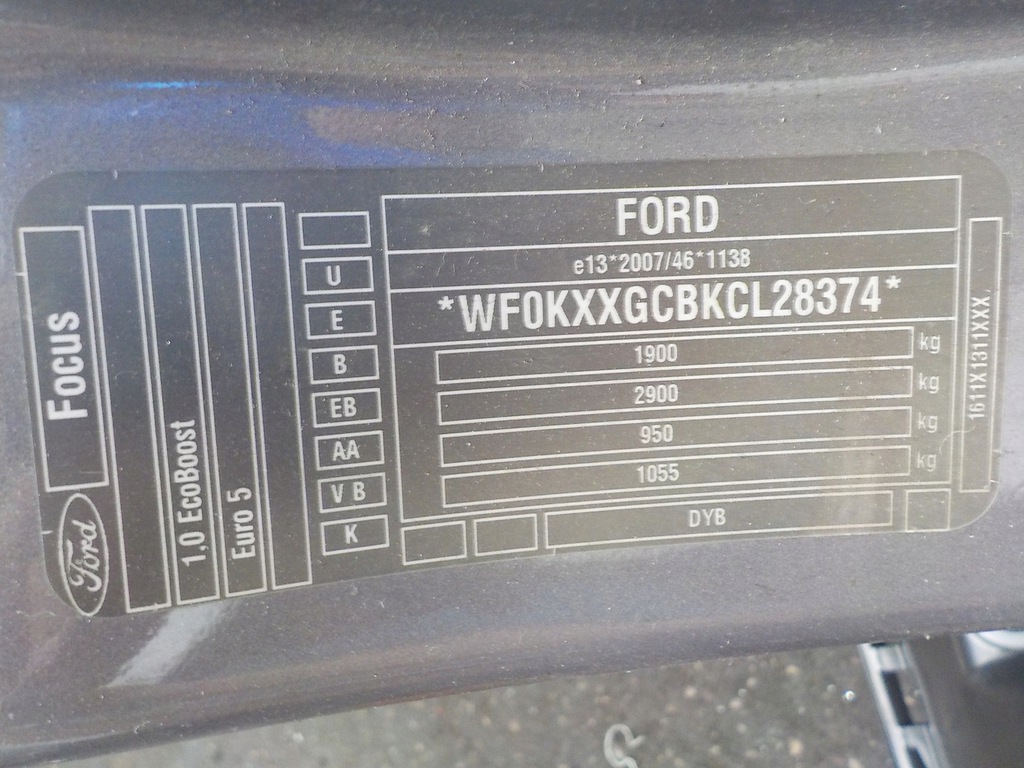 FORD
e13*2007/46*1138
*WF0KXXGCBKCL28374*
1900 kg
2900 kg
950 kg
1055 kg
DYB
1611X1311XXX
U
E
B
EB
AA
V B
K
Focus
Ford
1,0 EcoBoost
Euro 5